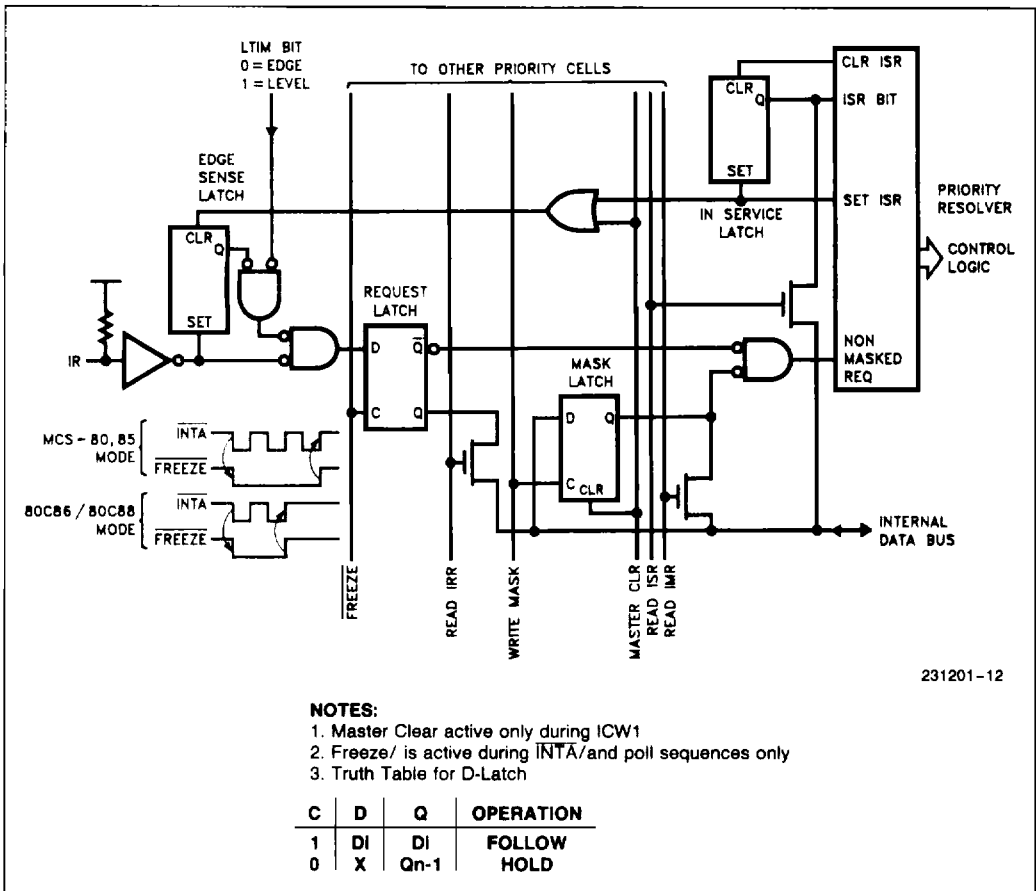 LTIM BIT
0 = EDGE
1 = LEVEL
TO OTHER PRIORITY CELLS
CLR
Q
SET
CLR ISR
ISR BIT
SET ISR
NON
MASKED
REQ
PRIORITY
RESOLVER
CONTROL
LOGIC
EDGE
SENSE
LATCH
IN SERVICE
LATCH
CLR
Q
SET
IR
REQUEST
LATCH
D
Q
C
Q
MASK
LATCH
D
Q
C
CLR
MCS-80,85
MODE
INTA
FREEZE
80C86/80C88
MODE
INTA
FREEZE
INTERNAL
DATA BUS
FREEZE
READ IRR
WRITE MASK
MASTER CLR
READ ISR
READ IMR
231201-12
NOTES:
1. Master Clear active only during ICW1
2. Freeze/ is active during INTA/and poll sequences only
3. Truth Table for D-Latch
C D Q OPERATION
1 DI DI FOLLOW
0 X Qn-1 HOLD